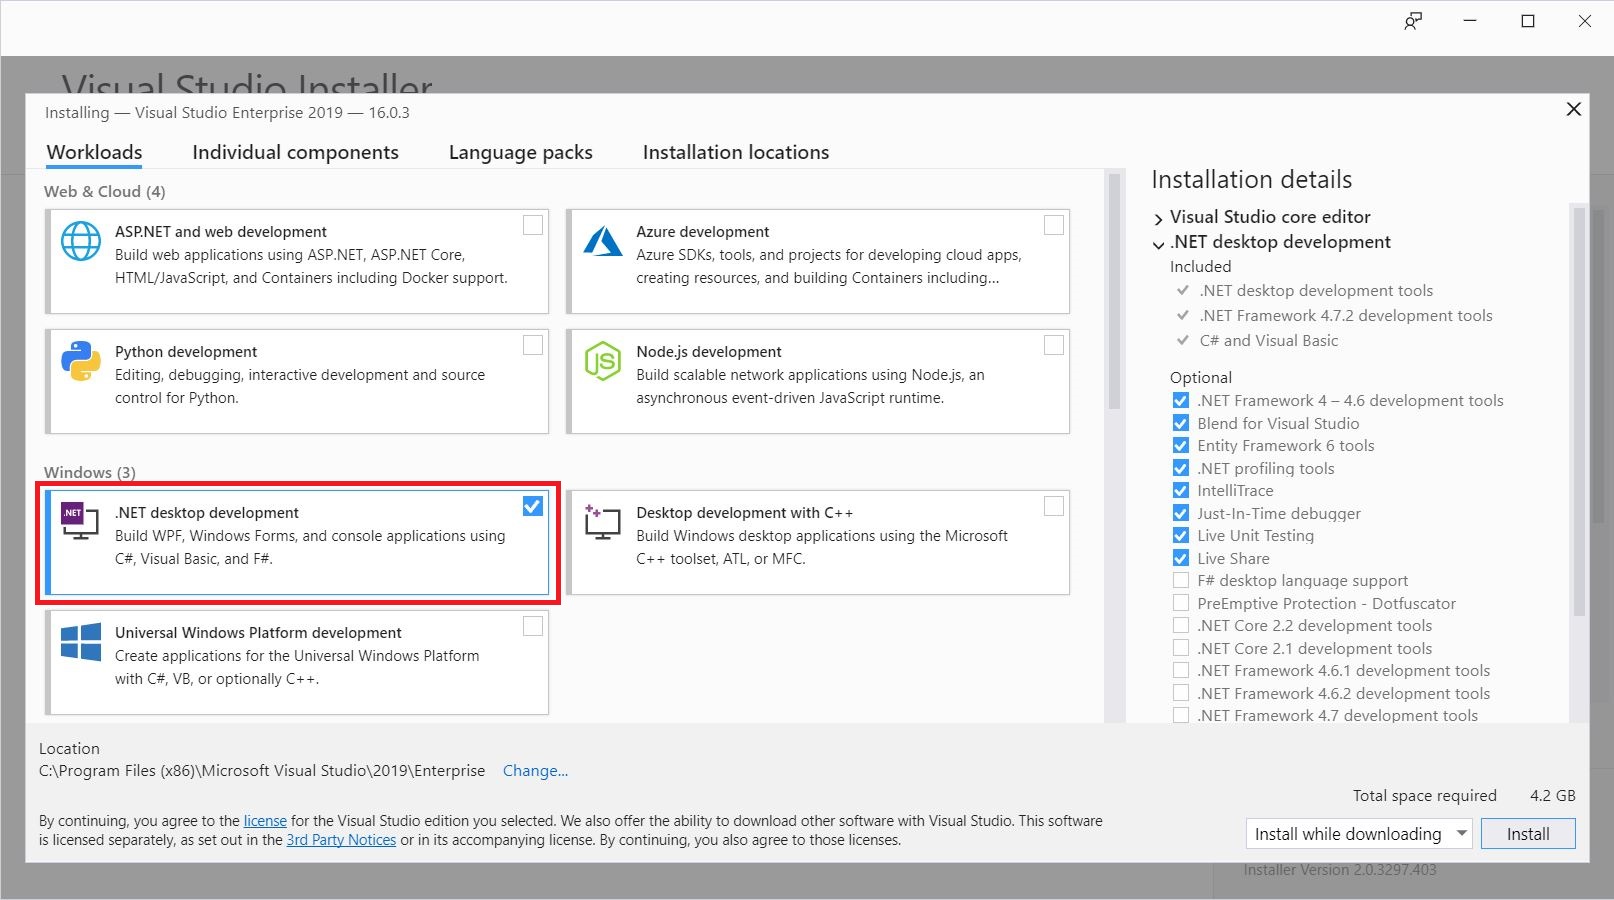 Visual Studio Installer
Installing — Visual Studio Enterprise 2019 — 16.0.3
Workloads
Individual components
Language packs
Installation locations
Web & Cloud (4)
ASP.NET and web development
Build web applications using ASP.NET, ASP.NET Core,
HTML/JavaScript, and Containers including Docker support.
Azure development
Azure SDKs, tools, and projects for developing cloud apps,
creating resources, and building Containers including...
Python development
Editing, debugging, interactive development and source
control for Python.
JS
Node.js development
Build scalable network applications using Node.js, an
asynchronous event-driven JavaScript runtime.
Windows (3)
.NET
.NET desktop development
Build WPF, Windows Forms, and console applications using
C#, Visual Basic, and F#.
Desktop development with C++
Build Windows desktop applications using the Microsoft
C++ toolset, ATL, or MFC.
Universal Windows Platform development
Create applications for the Universal Windows Platform
with C#, VB, or optionally C++.
Installation details
Visual Studio core editor
.NET desktop development
Included
.NET desktop development tools
.NET Framework 4.7.2 development tools
C# and Visual Basic
Optional
.NET Framework 4 – 4.6 development tools
Blend for Visual Studio
Entity Framework 6 tools
.NET profiling tools
IntelliTrace
Just-In-Time debugger
Live Unit Testing
Live Share
F# desktop language support
PreEmptive Protection - Dotfuscator
.NET Core 2.2 development tools
.NET Core 2.1 development tools
.NET Framework 4.6.1 development tools
.NET Framework 4.6.2 development tools
.NET Framework 4.7 development tools
Location
C:\Program Files (x86)\Microsoft Visual Studio\2019\Enterprise Change...
Total space required 4.2 GB
By continuing, you agree to the license for the Visual Studio edition you selected. We also offer the ability to download other software with Visual Studio. This software
is licensed separately, as set out in the 3rd Party Notices or in its accompanying license. By continuing, you also agree to those licenses.
Install while downloading
Install
Installer Version 2.0.3297.403